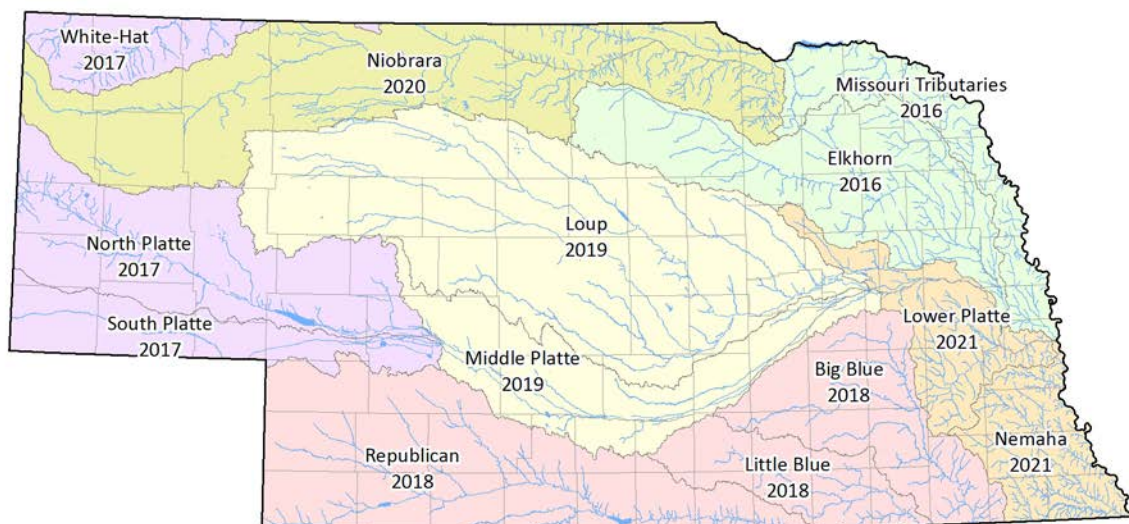 White-Hat
2017
Niobrara
2020
Missouri Tributaries
2016
Elkhorn
2016
Loup
2019
North Platte
2017
South Platte
2017
Lower Platte
2021
Middle Platte
2019
Big Blue
2018
Nemaha
2021
Republican
2018
Little Blue
2018